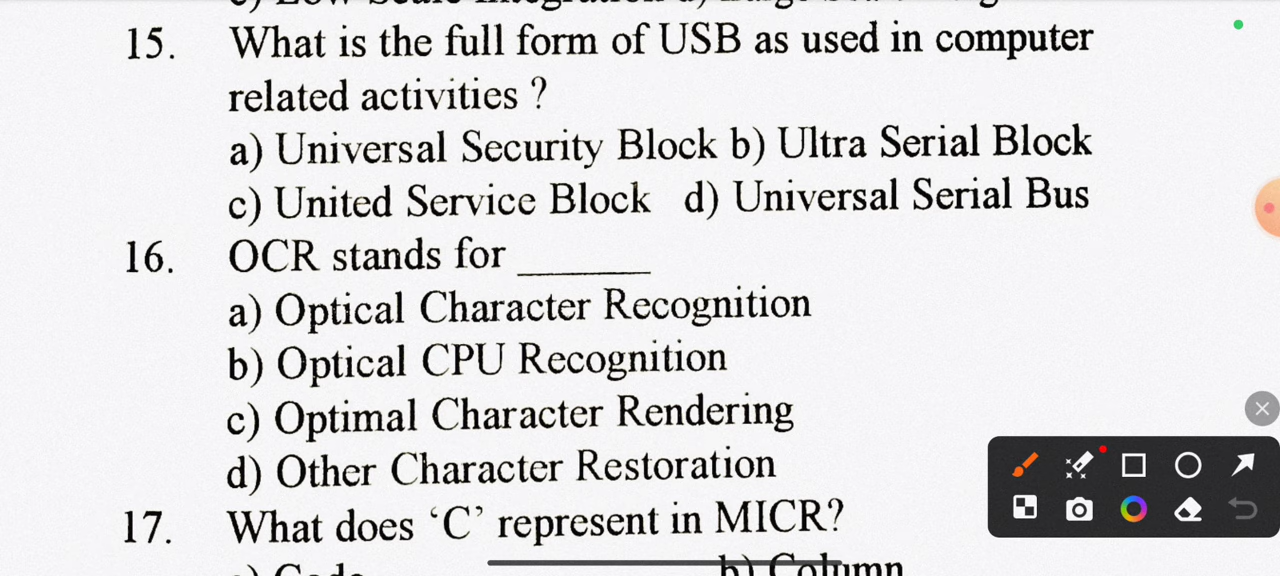 15. What is the full form of USB as used in computer
related activities ?
a) Universal Security Block b) Ultra Serial Block
c) United Service Block d) Universal Serial Bus
16. OCR stands for ______
a) Optical Character Recognition
b) Optical CPU Recognition
c) Optimal Character Rendering
d) Other Character Restoration
17. What does ‘C’ represent in MICR?
a) Code b) Column